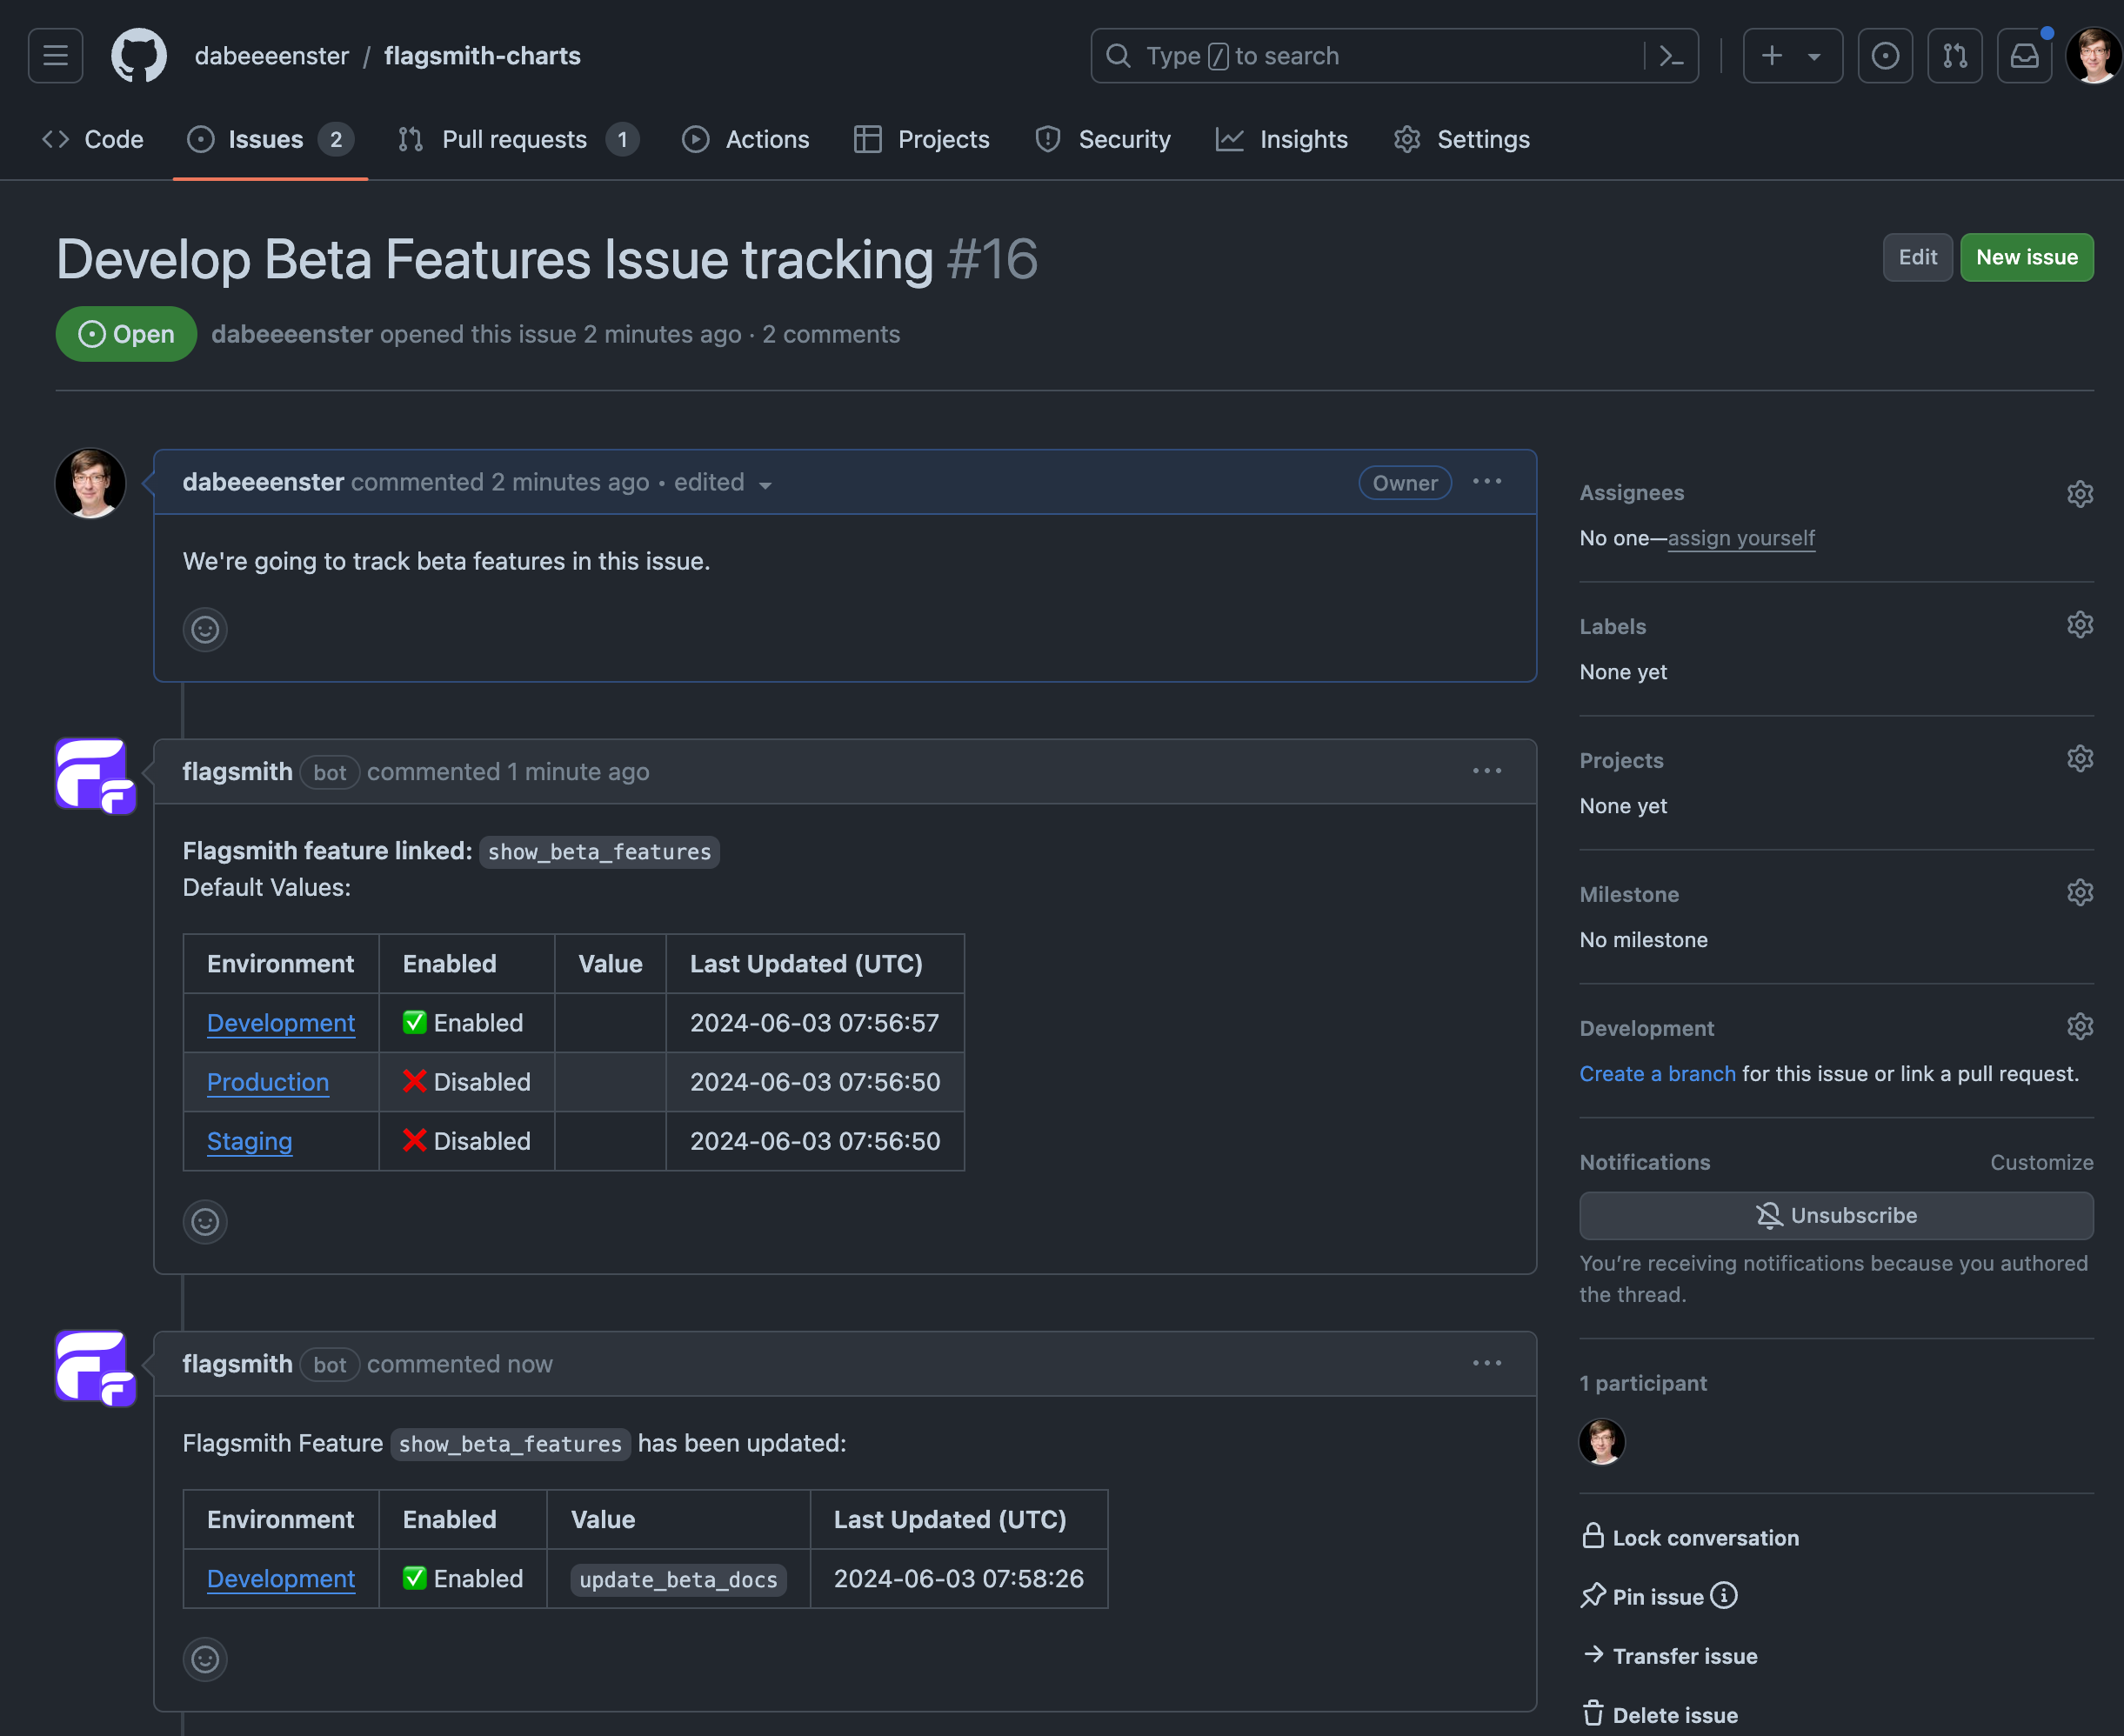 dabeeeenster / flagsmith-charts
Type / to search
Code
Issues 2
Pull requests 1
Actions
Projects
Security
Insights
Settings
Develop Beta Features Issue tracking #16
Edit
New issue
Open
dabeeeenster opened this issue 2 minutes ago · 2 comments
dabeeeenster commented 2 minutes ago • edited
Owner
We're going to track beta features in this issue.
flagsmith bot commented 1 minute ago
Flagsmith feature linked: show_beta_features
Default Values:
Environment Enabled Value Last Updated (UTC)
Development ✅ Enabled 2024-06-03 07:56:57
Production ❌ Disabled 2024-06-03 07:56:50
Staging ❌ Disabled 2024-06-03 07:56:50
flagsmith bot commented now
Flagsmith Feature show_beta_features has been updated:
Environment Enabled Value Last Updated (UTC)
Development ✅ Enabled update_beta_docs 2024-06-03 07:58:26
Assignees
No one—assign yourself
Labels
None yet
Projects
None yet
Milestone
No milestone
Development
Create a branch for this issue or link a pull request.
Notifications
Customize
Unsubscribe
You’re receiving notifications because you authored
the thread.
1 participant
Lock conversation
Pin issue
Transfer issue
Delete issue